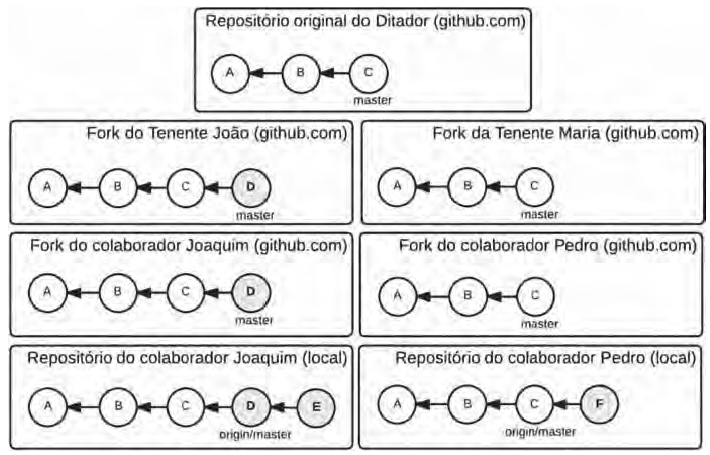 Repositório original do Ditador (github.com)
A B C
master
Fork do Tenente João (github.com)
A B C D
master
Fork da Tenente Maria (github.com)
A B C
master
Fork do colaborador Joaquim (github.com)
A B C D
master
Fork do colaborador Pedro (github.com)
A B C
master
Repositório do colaborador Joaquim (local)
A B C D E
origin/master
Repositório do colaborador Pedro (local)
A B C F
origin/master